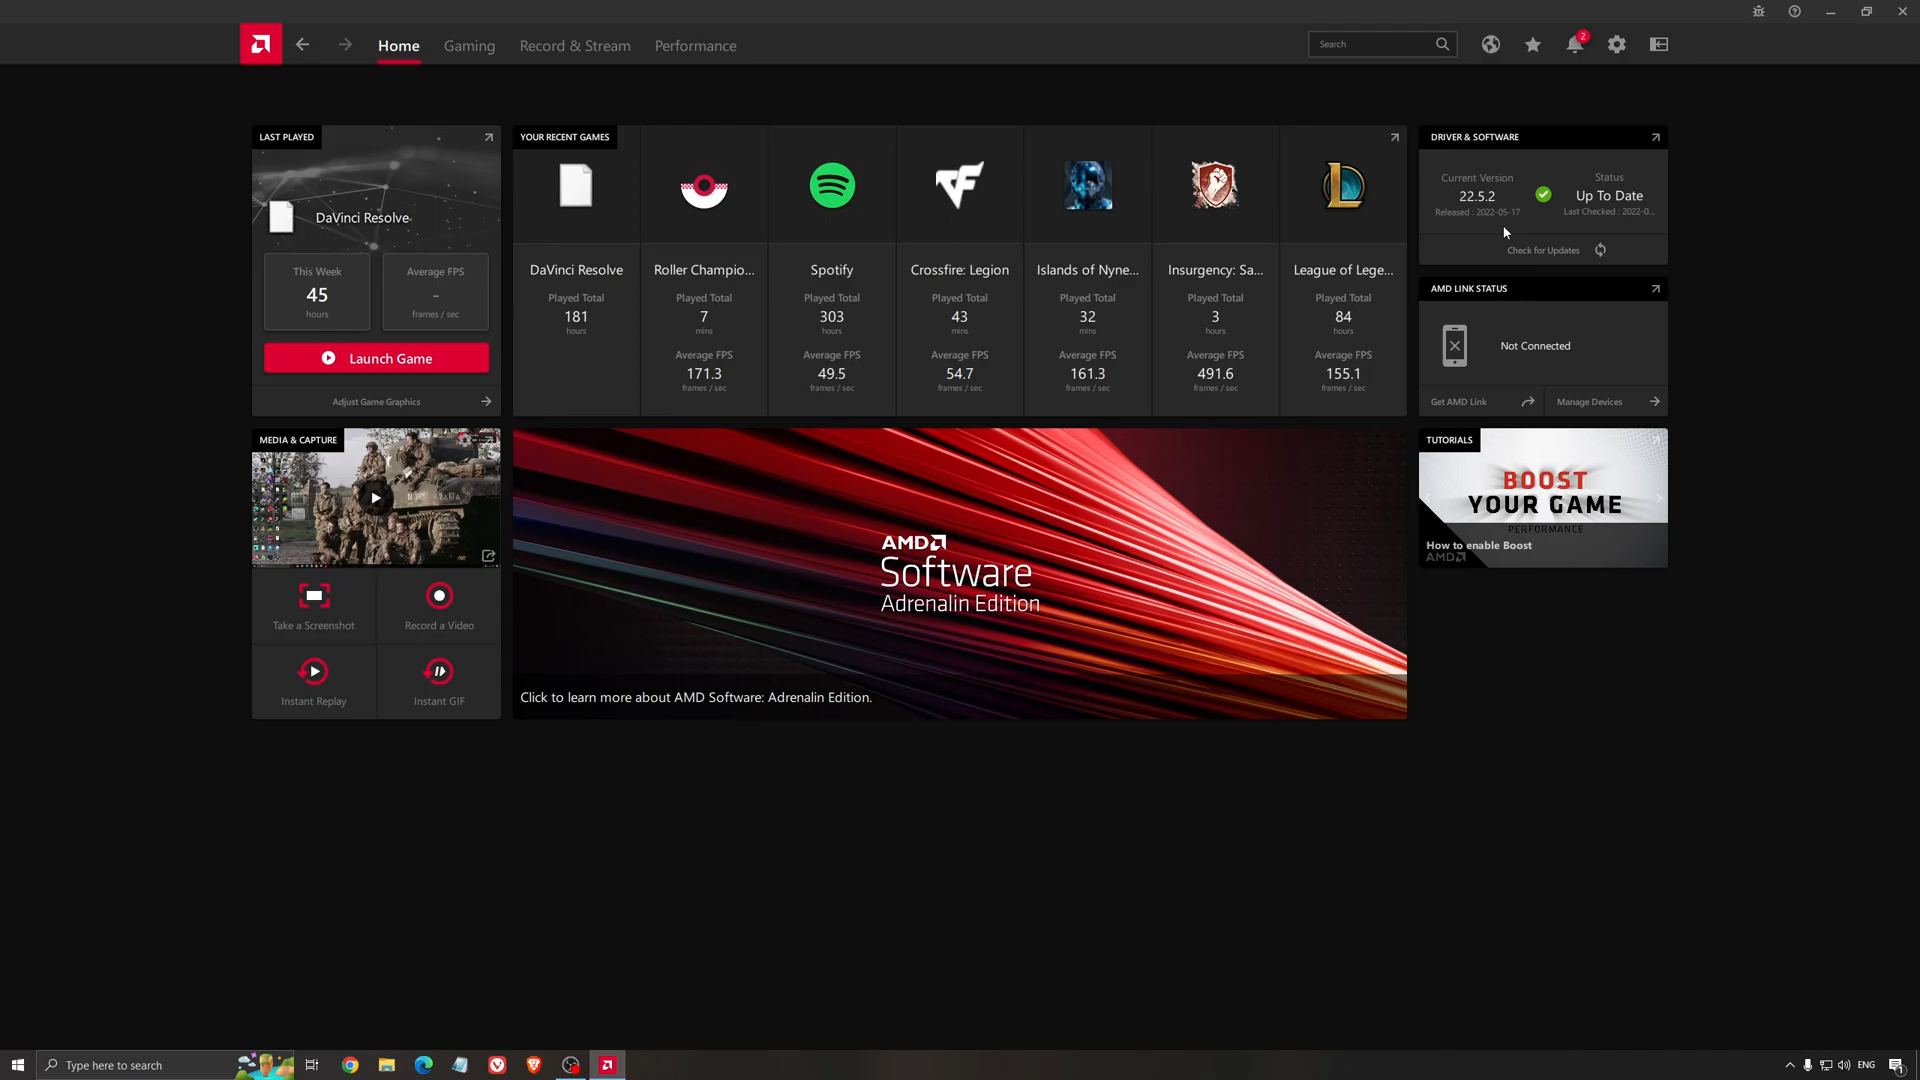 Home
Gaming
Record & Stream
Performance
Search
2
LAST PLAYED
DaVinci Resolve
This Week
45
hours
Average FPS
–
frames / sec
Launch Game
Adjust Game Graphics
YOUR RECENT GAMES
DaVinci Resolve
Played Total
181
hours
Roller Champio...
Played Total
7
mins
Average FPS
171.3
frames / sec
Spotify
Played Total
303
hours
Average FPS
49.5
frames / sec
Crossfire: Legion
Played Total
43
mins
Average FPS
54.7
frames / sec
Islands of Nyne...
Played Total
32
mins
Average FPS
161.3
frames / sec
Insurgency: Sa...
Played Total
3
hours
Average FPS
491.6
frames / sec
League of Lege...
Played Total
84
hours
Average FPS
155.1
frames / sec
DRIVER & SOFTWARE
Current Version
22.5.2
Released : 2022-05-17
Status
Up To Date
Last Checked : 2022-0...
Check for Updates
AMD LINK STATUS
Not Connected
Get AMD Link
Manage Devices
MEDIA & CAPTURE
Take a Screenshot
Record a Video
Instant Replay
Instant GIF
AMD
Software
Adrenalin Edition
Click to learn more about AMD Software: Adrenalin Edition.
TUTORIALS
BOOST
YOUR GAME
PERFORMANCE
How to enable Boost
AMD
Type here to search
ENG
1